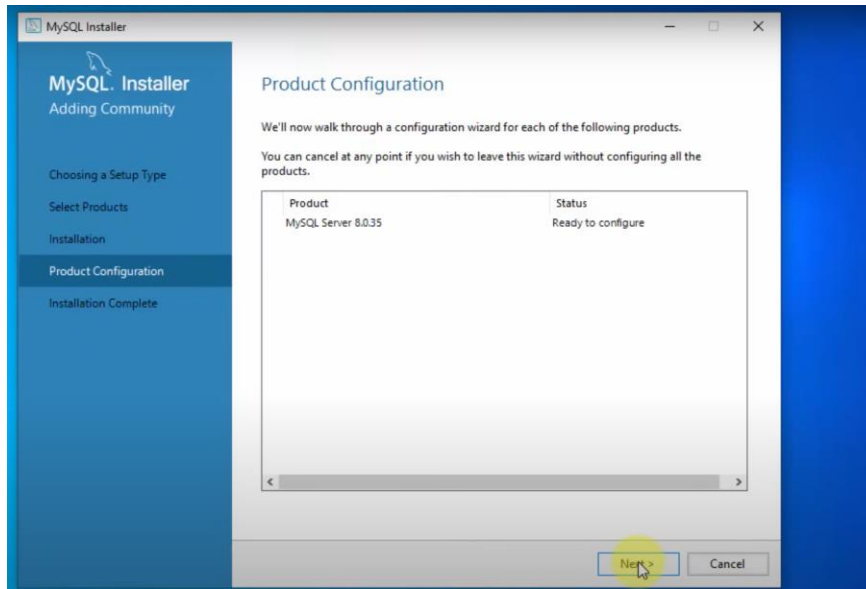 MySQL Installer
MySQL. Installer
Adding Community
Choosing a Setup Type
Select Products
Installation
Product Configuration
Installation Complete
Product Configuration
We'll now walk through a configuration wizard for each of the following products.
You can cancel at any point if you wish to leave this wizard without configuring all the
products.
Product Status
MySQL Server 8.0.35 Ready to configure
Next > Cancel